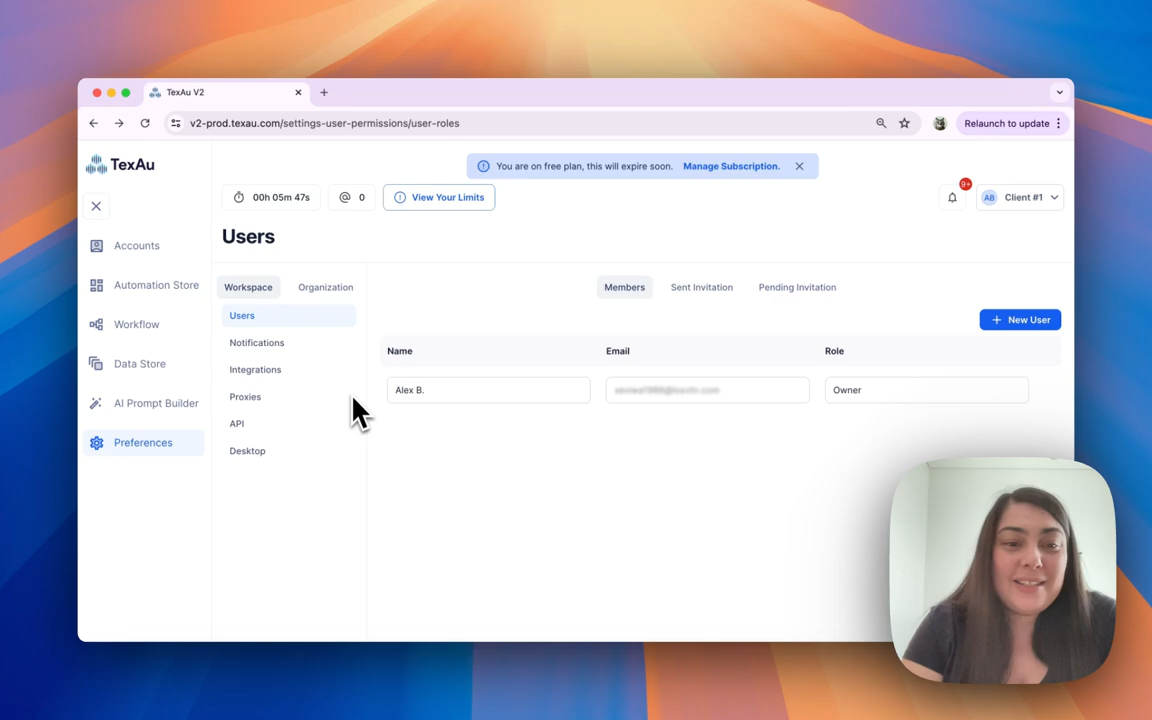 TexAu V2
v2-prod.texau.com/settings-user-permissions/user-roles
Relaunch to update
TexAu
You are on free plan, this will expire soon. Manage Subscription.
00h 05m 47s
0
View Your Limits
9+
AB
Client #1
Accounts
Automation Store
Workflow
Data Store
AI Prompt Builder
Preferences
Users
Workspace
Organization
Users
Notifications
Integrations
Proxies
API
Desktop
Members
Sent Invitation
Pending Invitation
+ New User
Name
Email
Role
Alex B.
Owner